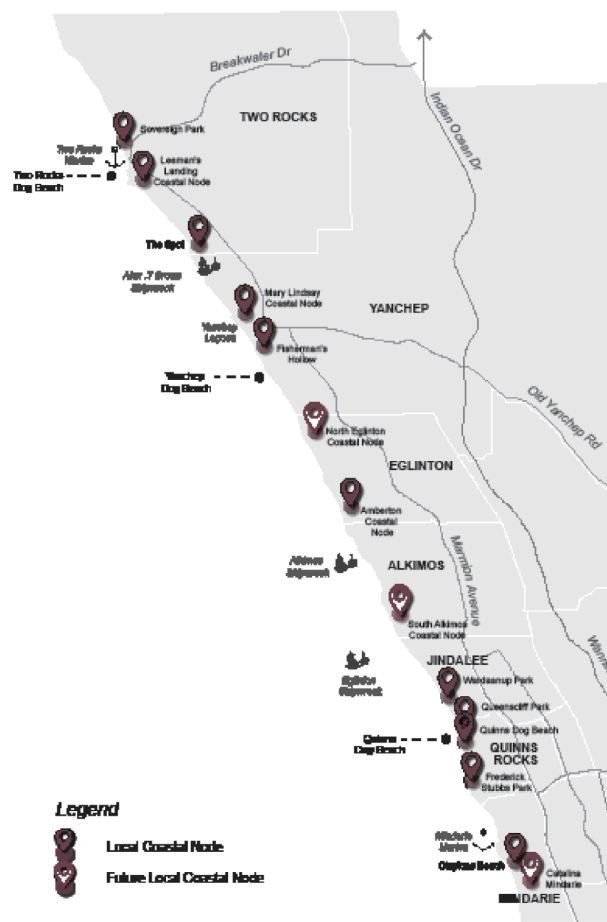 Breakwater Dr
TWO ROCKS
Indian Ocean Dr
Sovereign Park
Two Rocks
Marina
Leeman's
Landing
Coastal Node
Two Rocks
Dog Beach
The Spot
Shipwreck
Mary Lindsay
Coastal Node
YANCHEP
Yanchep
Lagoon
Fisherman's
Hollow
Yanchep
Dog Beach
Old Yanchep Rd
North Eglinton
Coastal Node
EGLINTON
Amberton
Coastal
Node
Marmion Avenue
Alkimos
Shipwreck
ALKIMOS
South Alkimos
Coastal Node
JINDALEE
Eglinton
Shipwreck
Wardaanup Park
Queenscliff Park
Quinns Dog Beach
Quinns
Dog Beach
QUINNS
ROCKS
Frederick
Stubbs Park
Legend
Local Coastal Node
Future Local Coastal Node
Mindarie
Marina
Claytons Beach
Catalina
Mindarie
MINDARIE